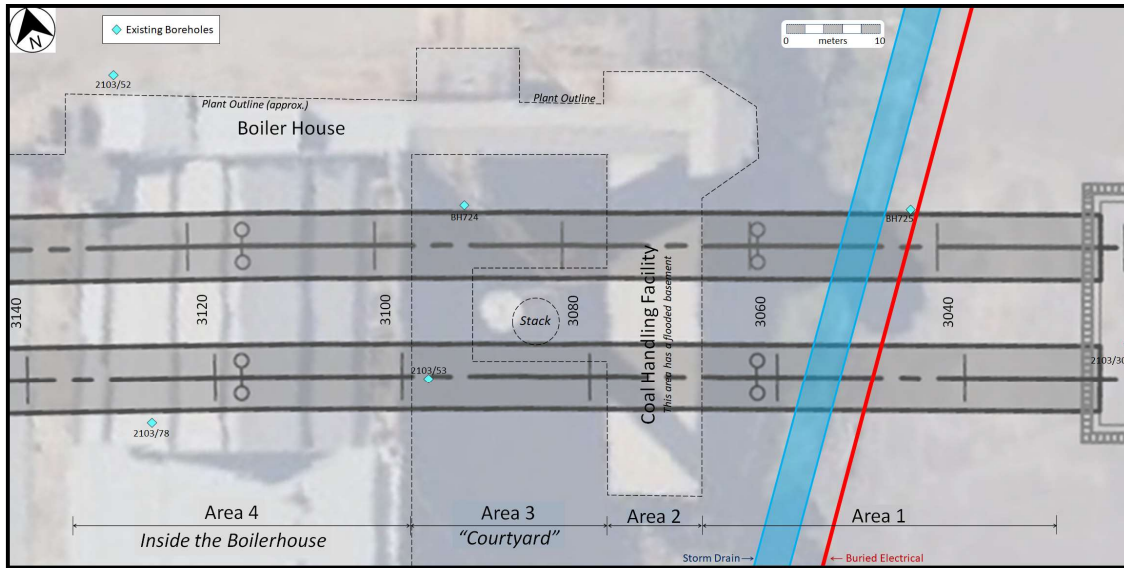 N
Existing Boreholes
0 meters 10
2103/52
Plant Outline (approx.)
Plant Outline
Boiler House
BH724
BH725
3140
3120
3100
3080
3060
3040
Stack
Coal Handling Facility
This area has a flooded basement
2103/53
2103/30
2103/78
Area 4
Area 3
Area 2
Area 1
Inside the Boilerhouse
"Courtyard"
Storm Drain
Buried Electrical